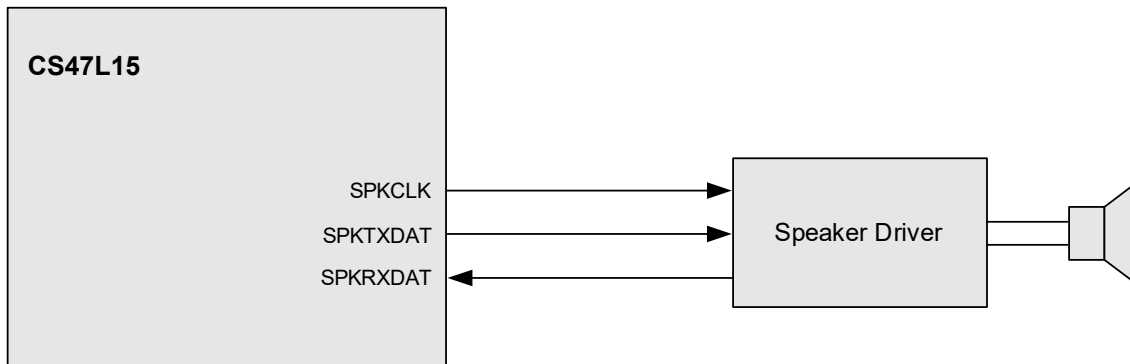 CS47L15
SPKCLK
SPKTXDAT
SPKRXDAT
Speaker Driver